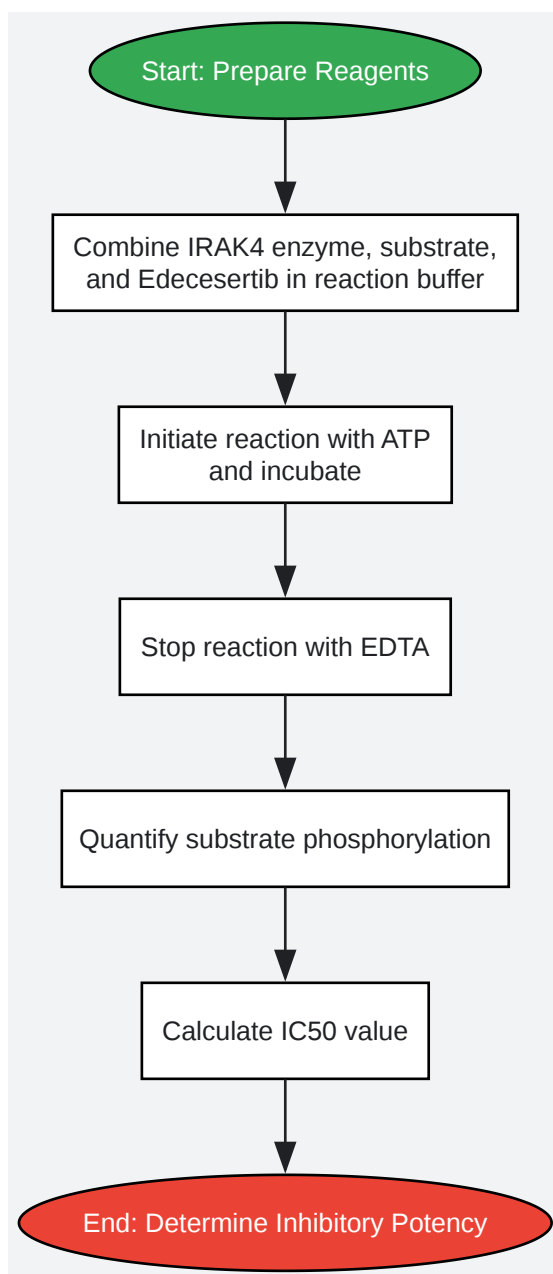 Start: Prepare Reagents
Combine IRAK4 enzyme, substrate,
and Edecesertib in reaction buffer
Initiate reaction with ATP
and incubate
Stop reaction with EDTA
Quantify substrate phosphorylation
Calculate IC50 value
End: Determine Inhibitory Potency